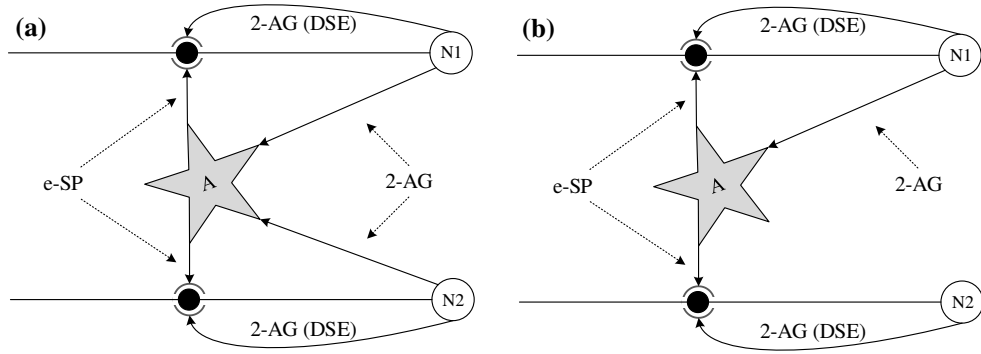 (a)
2-AG (DSE)
N1
e-SP
A
2-AG
N2
2-AG (DSE)
(b)
2-AG (DSE)
N1
e-SP
A
2-AG
N2
2-AG (DSE)